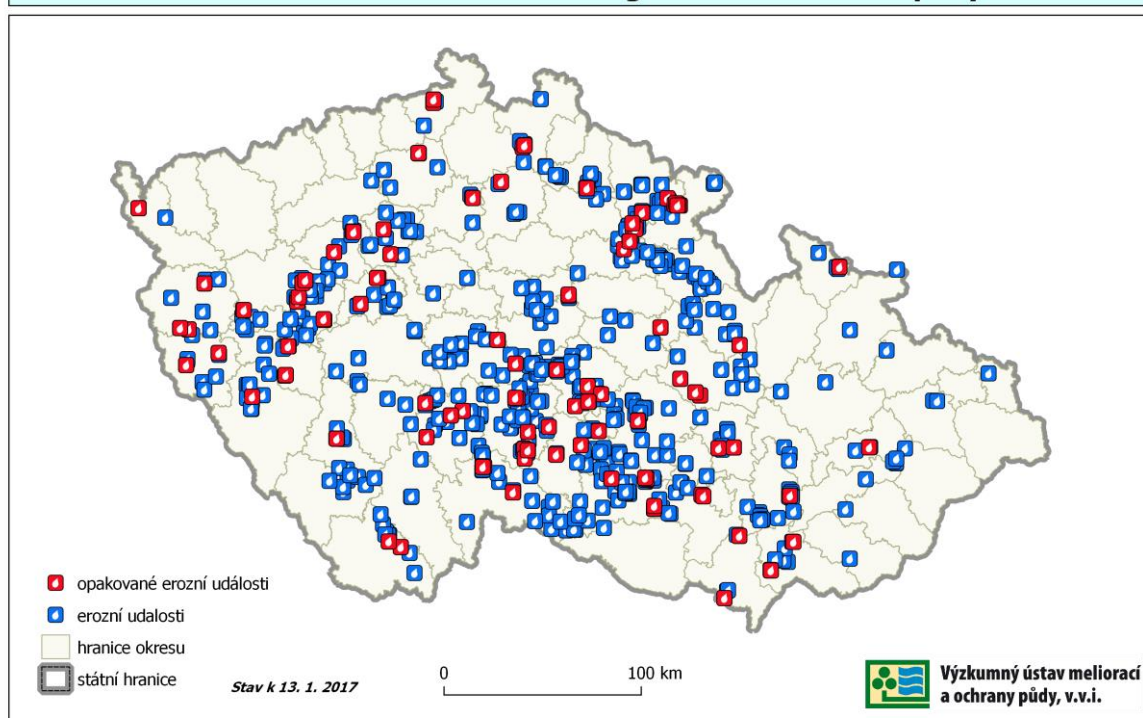 opakované erozní události
erozní udalosti
hranice okresu
státní hranice
Stav k 13. 1. 2017
0 100 km
Výzkumný ústav meliorací
a ochrany půdy, v.v.i.